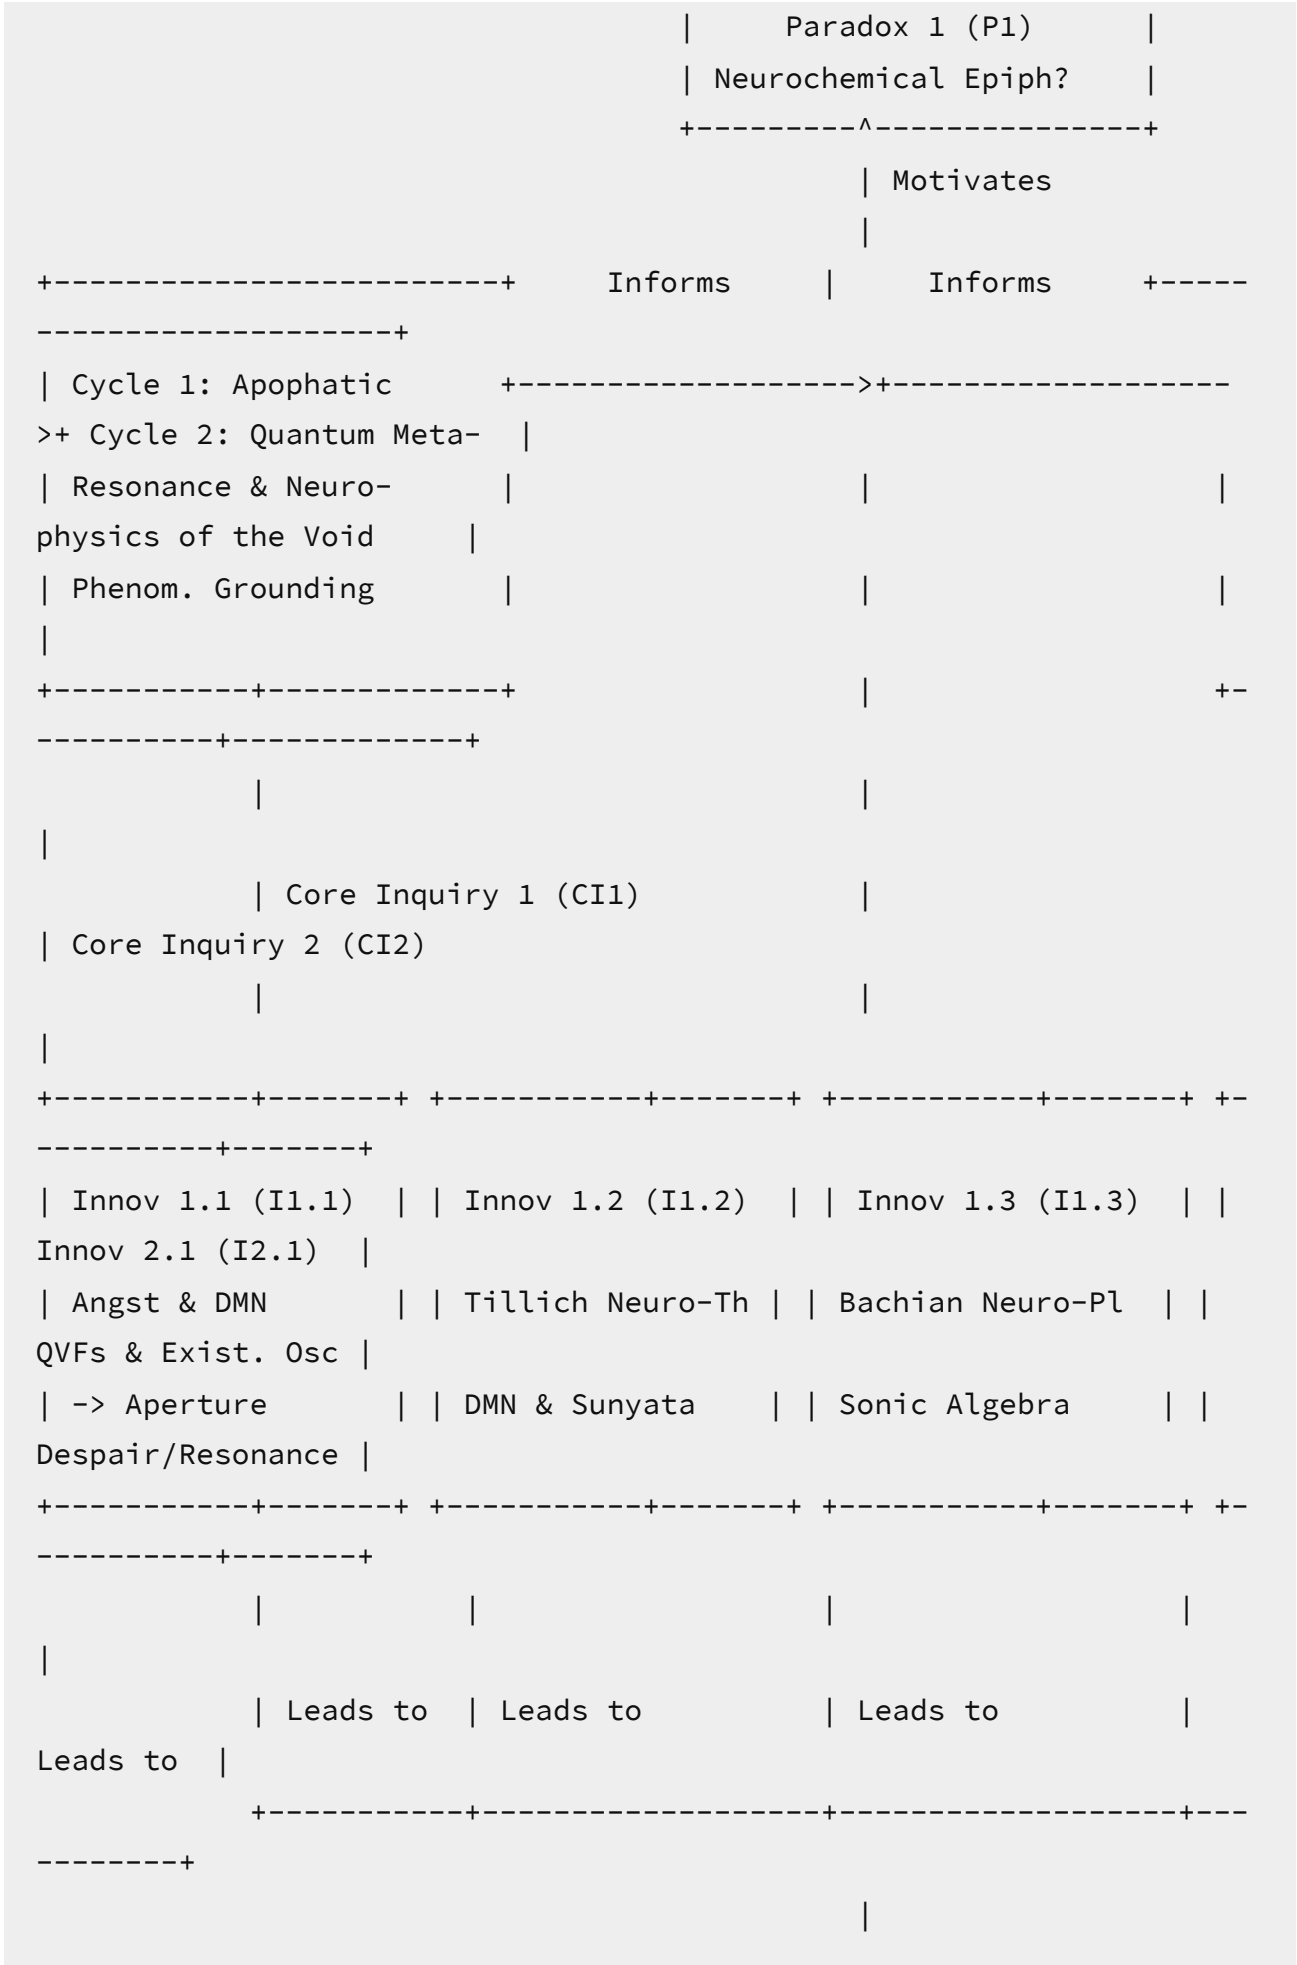 |     Paradox 1 (P1)      |
| Neurochemical Epiph?    |
+---------^---------------+
| Motivates
|
+-------------------------+     Informs     |     Informs     +-----
--------------------+
| Cycle 1: Apophatic      +------------------->+-------------------
>+ Cycle 2: Quantum Meta-  |
| Resonance & Neuro-      |                   |                   |
physics of the Void     |
| Phenom. Grounding       |                   |                   |
|
+-----------+-------------+                   |                   +-
----------+-------------+
|                                 |
|
| Core Inquiry 1 (CI1)            |
| Core Inquiry 2 (CI2)
|                                 |
|
+-----------+-------+ +-----------+-------+ +-----------+-------+ +-
----------+-------+
| Innov 1.1 (I1.1)  | | Innov 1.2 (I1.2)  | | Innov 1.3 (I1.3)  | |
Innov 2.1 (I2.1)  |
| Angst & DMN       | | Tillich Neuro-Th | | Bachian Neuro-Pl  | |
QVFs & Exist. Osc |
| -> Aperture       | | DMN & Sunyata    | | Sonic Algebra     | |
Despair/Resonance |
+-----------+-------+ +-----------+-------+ +-----------+-------+ +-
----------+-------+
|           |                   |                   |
|
| Leads to  | Leads to          | Leads to          |
Leads to  |
+-----------+-------------------+-------------------+---
--------+
|